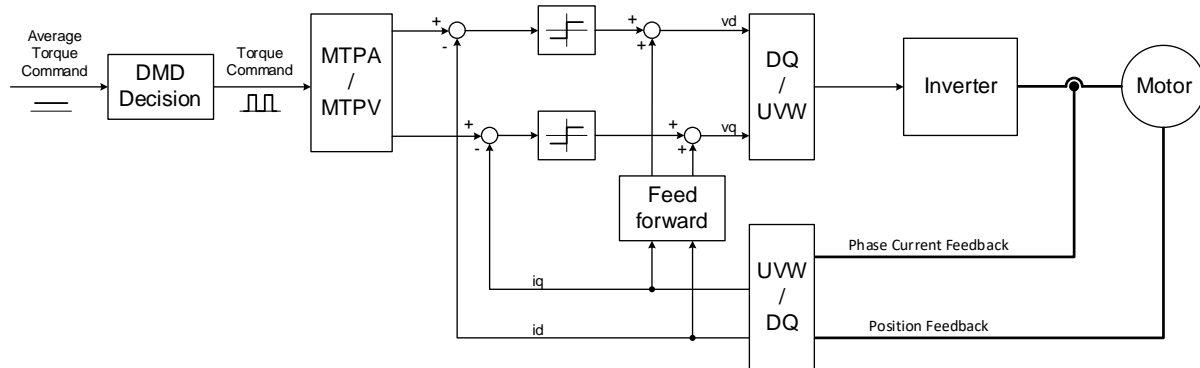 Average
Torque
Command
DMD
Decision
Torque
Command
MTPA
/
MTPV
+
-
+
-
+
+
+
+
vd
vq
DQ
/
UVW
Inverter
Motor
Feed
forward
UVW
/
DQ
iq
id
Phase Current Feedback
Position Feedback